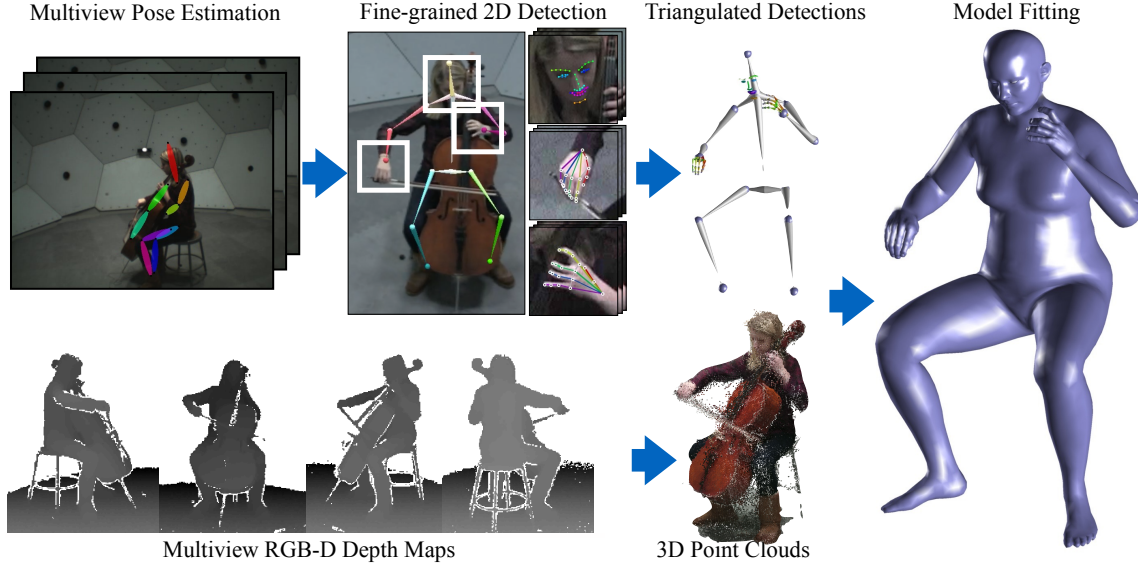 Multiview Pose Estimation
Fine-grained 2D Detection
Triangulated Detections
Model Fitting
Multiview RGB-D Depth Maps
3D Point Clouds